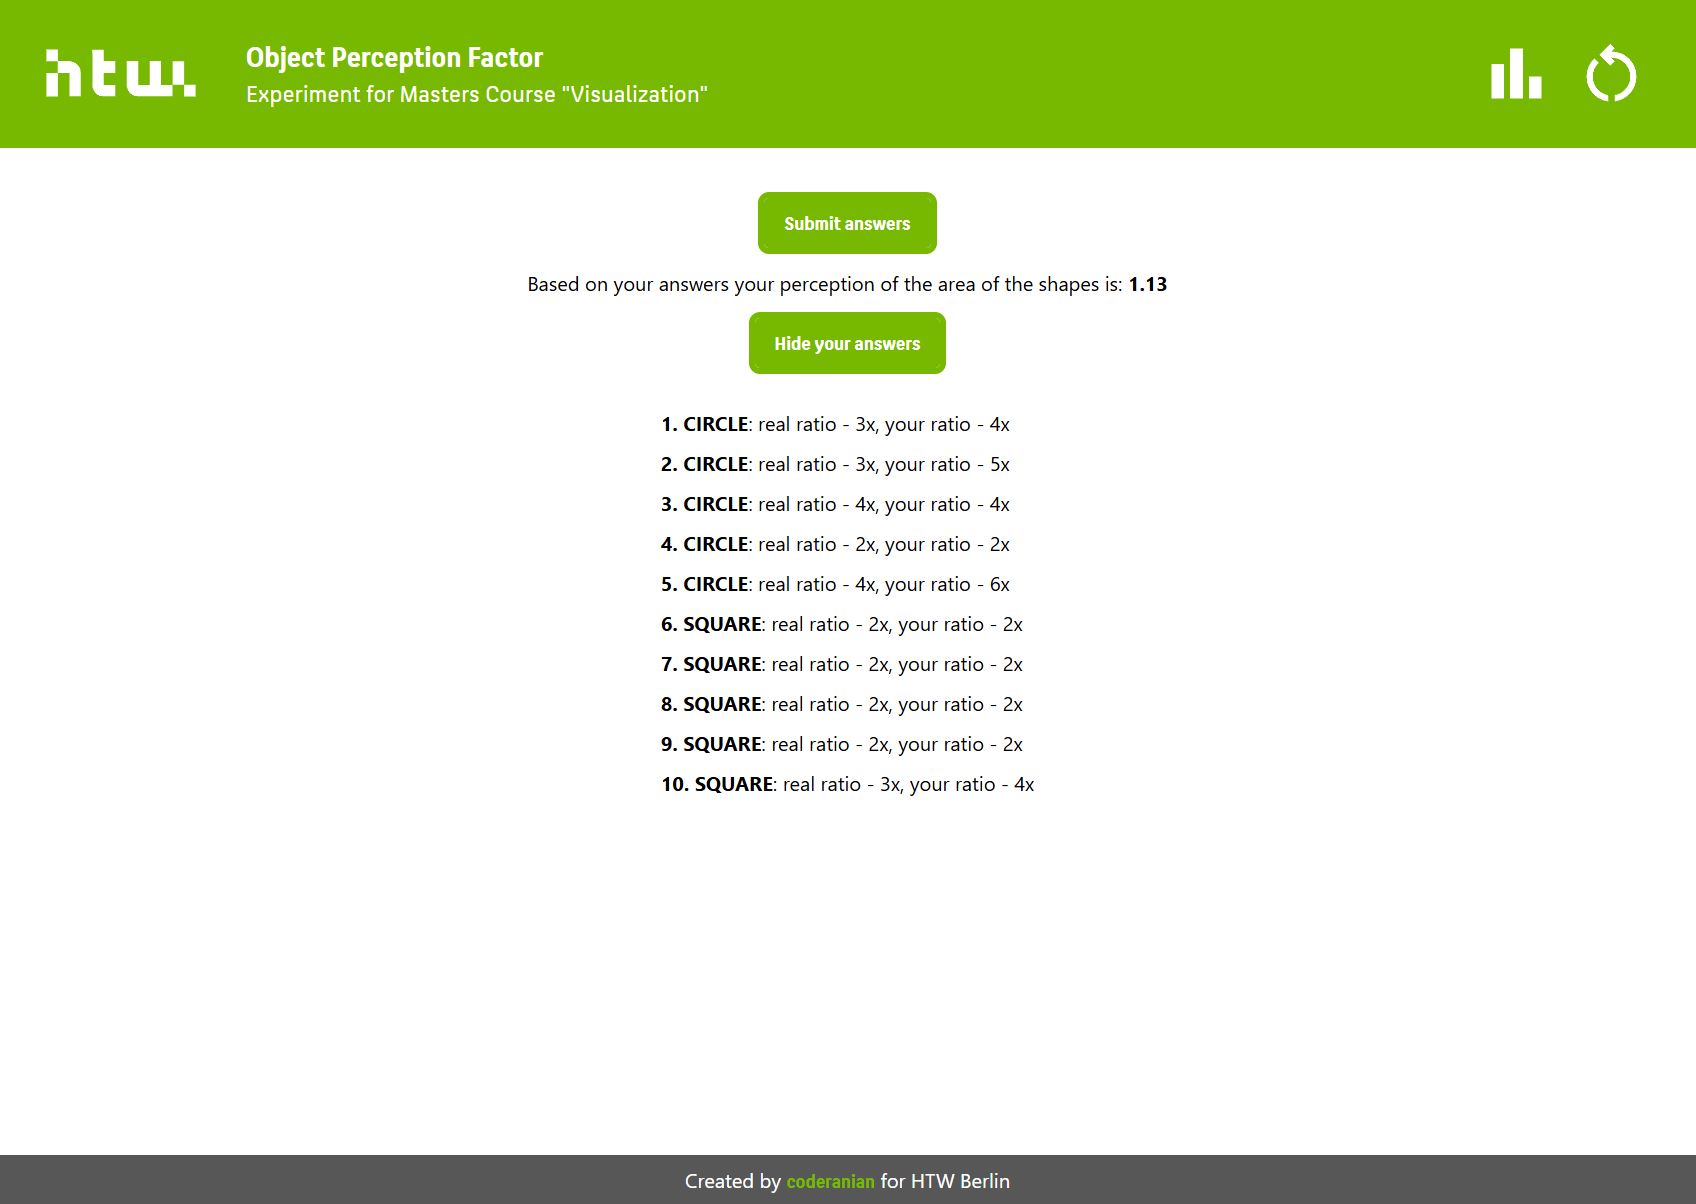 htw.
Object Perception Factor
Experiment for Masters Course "Visualization"
Submit answers
Based on your answers your perception of the area of the shapes is: 1.13
Hide your answers
1. CIRCLE: real ratio - 3x, your ratio - 4x
2. CIRCLE: real ratio - 3x, your ratio - 5x
3. CIRCLE: real ratio - 4x, your ratio - 4x
4. CIRCLE: real ratio - 2x, your ratio - 2x
5. CIRCLE: real ratio - 4x, your ratio - 6x
6. SQUARE: real ratio - 2x, your ratio - 2x
7. SQUARE: real ratio - 2x, your ratio - 2x
8. SQUARE: real ratio - 2x, your ratio - 2x
9. SQUARE: real ratio - 2x, your ratio - 2x
10. SQUARE: real ratio - 3x, your ratio - 4x
Created by coderanian for HTW Berlin